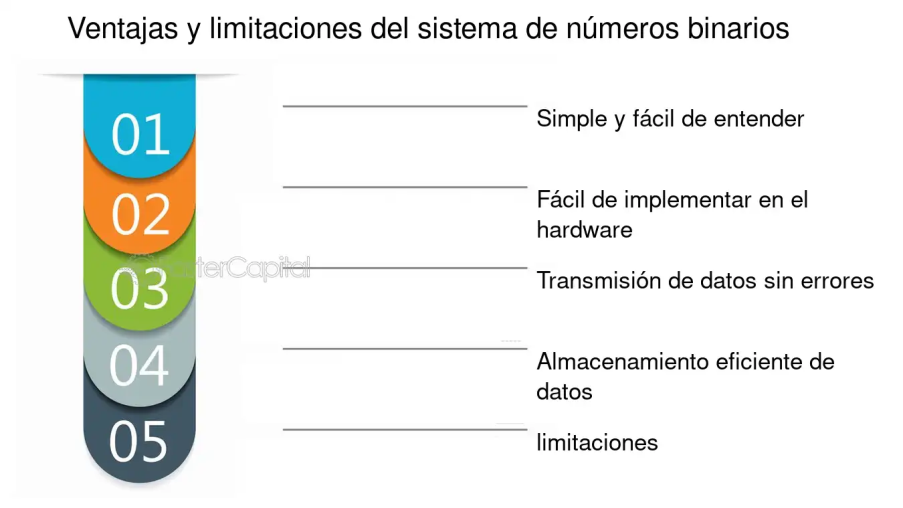 Ventajas y limitaciones del sistema de números binarios
01
Simple y fácil de entender
02
Fácil de implementar en el
hardware
03
Transmisión de datos sin errores
04
Almacenamiento eficiente de
datos
05
limitaciones